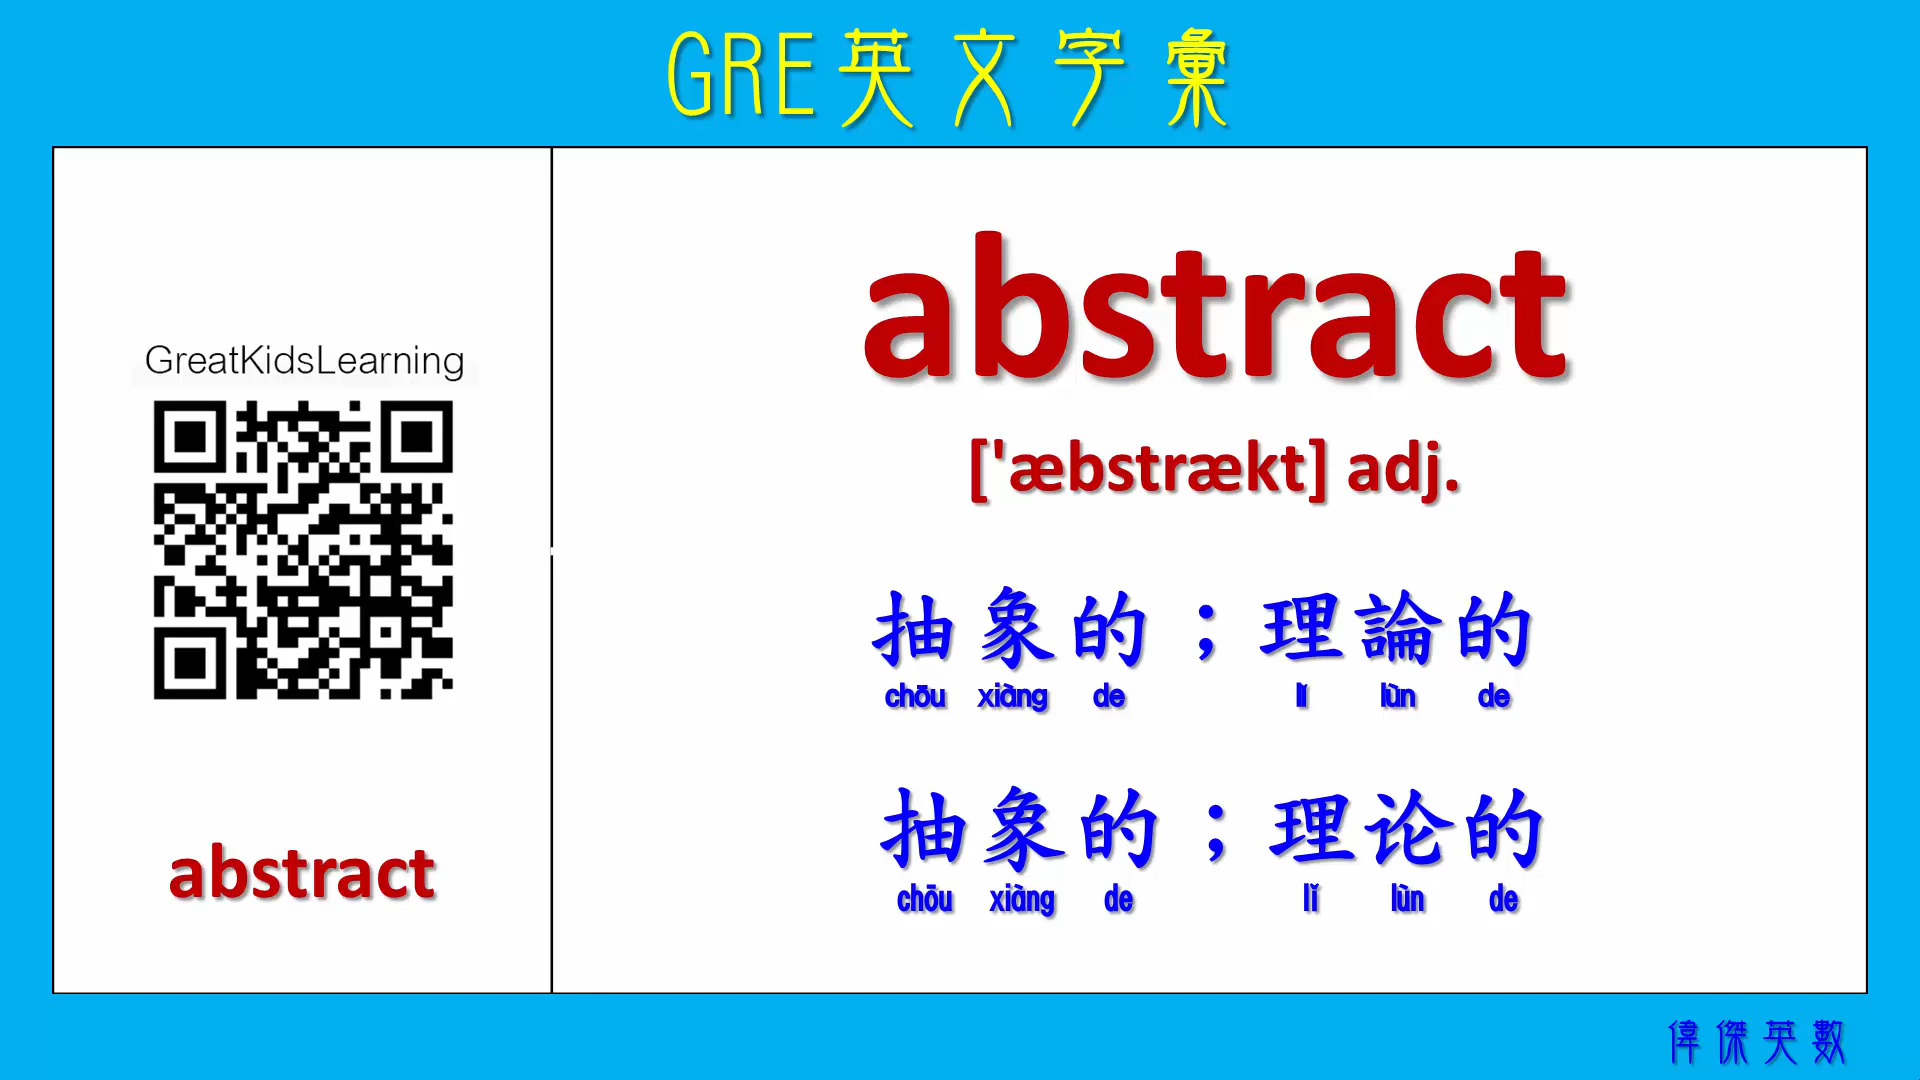 GRE英文字彙
GreatKidsLearning
abstract
abstract
['æbstrækt] adj.
抽象的；理論的
chōu xiàng de lǐ lùn de
抽象的；理论的
chōu xiàng de lǐ lùn de
偉傑英數